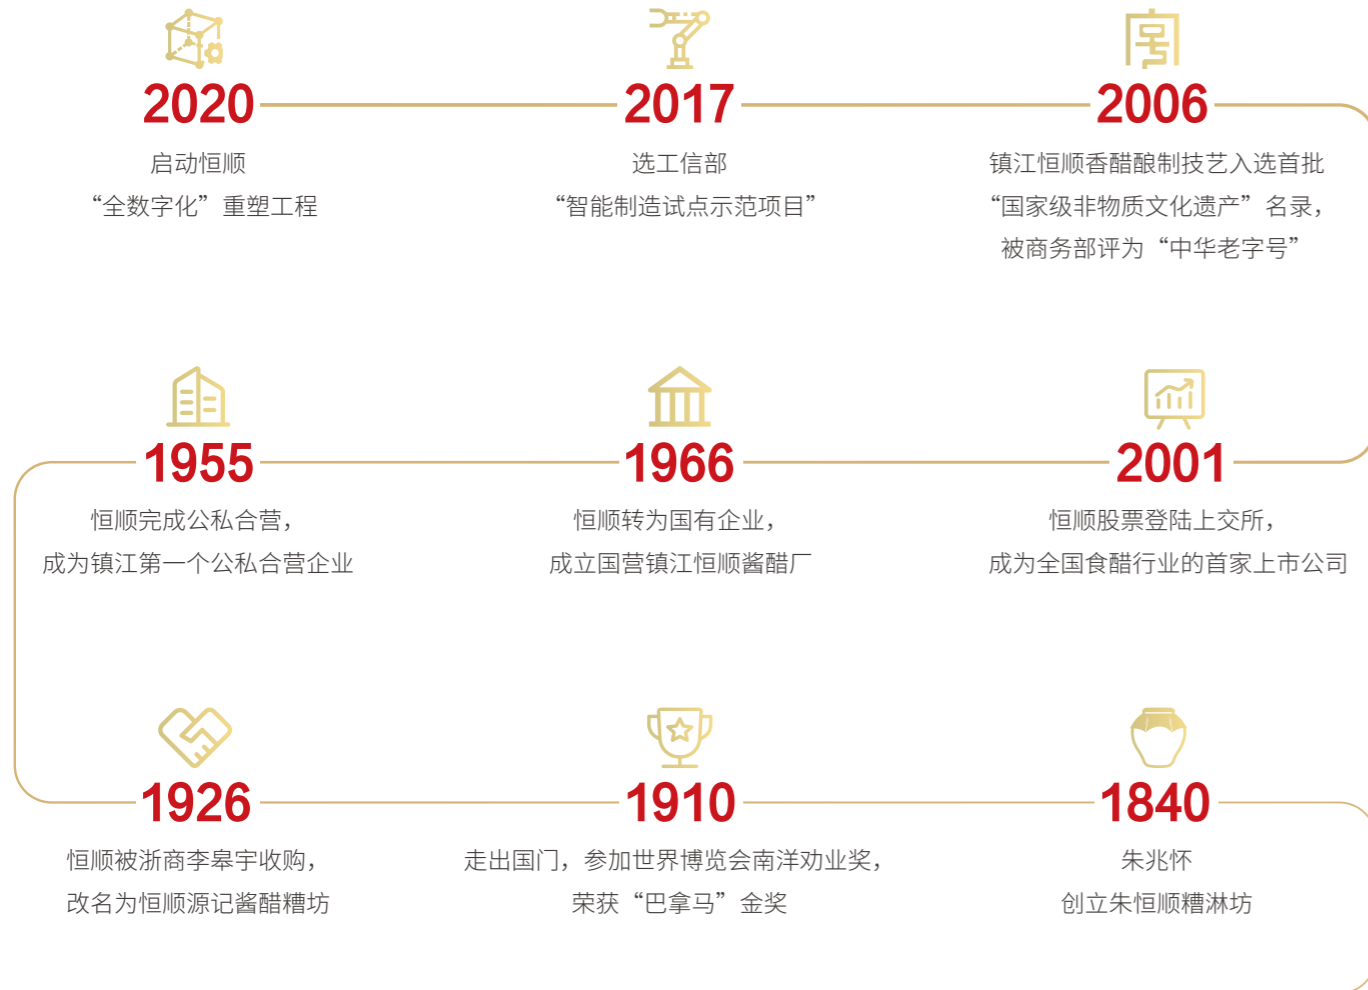 2020
启动恒顺
“全数字化”重塑工程
2017
选工信部
“智能制造试点示范项目”
2006
镇江恒顺香醋酿制技艺入选首批
“国家级非物质文化遗产”名录，
被商务部评为“中华老字号”
1955
恒顺完成公私合营，
成为镇江第一个公私合营企业
1966
恒顺转为国有企业，
成立国营镇江恒顺酱醋厂
2001
恒顺股票登陆上交所，
成为全国食醋行业的首家上市公司
1926
恒顺被浙商李皋宇收购，
改名为恒顺源记酱醋糟坊
1910
走出国门，参加世界博览会南洋劝业奖，
荣获“巴拿马”金奖
1840
朱兆怀
创立朱恒顺糟淋坊